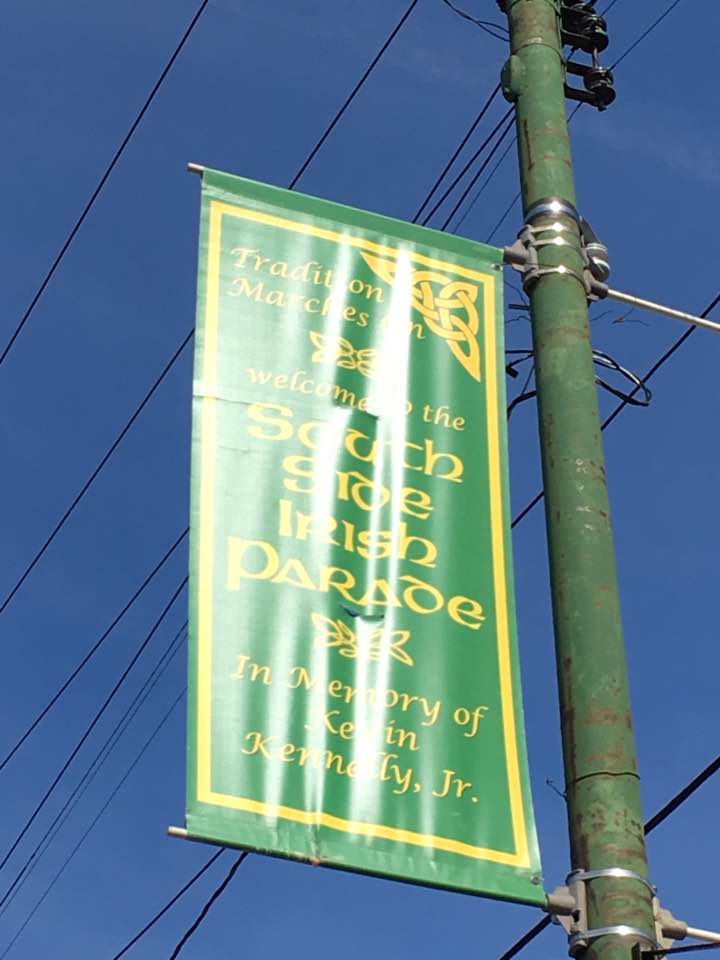 Tradition
Marches On
welcome to the
South
Side
Irish
Parade
In Memory of
Kevin
Kennelly, Jr.